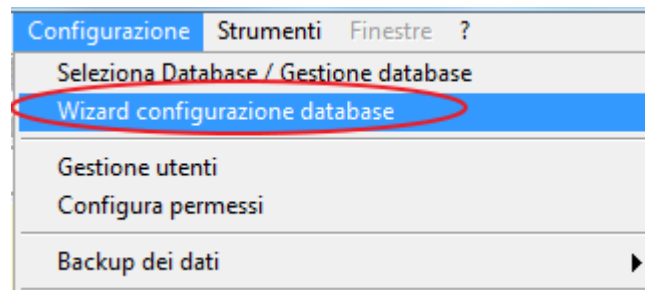 Configurazione Strumenti Finestre ?
Seleziona Database / Gestione database
Wizard configurazione database
Gestione utenti
Configura permessi
Backup dei dati